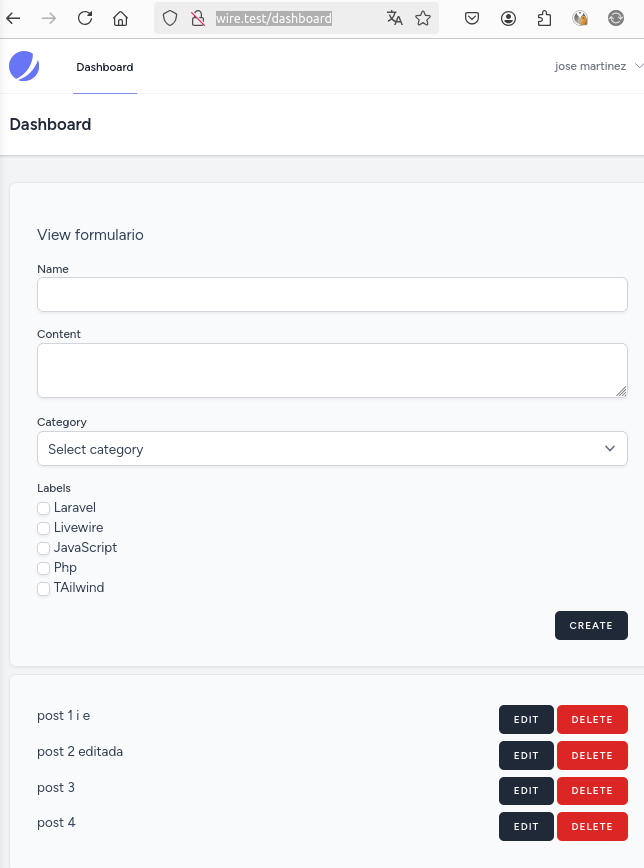 wire.test/dashboard
Dashboard
jose martinez
Dashboard
View formulario
Name
Content
Category
Select category
Labels
Laravel
Livewire
JavaScript
Php
TAilwind
CREATE
post 1 i e EDIT DELETE
post 2 editada EDIT DELETE
post 3 EDIT DELETE
post 4 EDIT DELETE